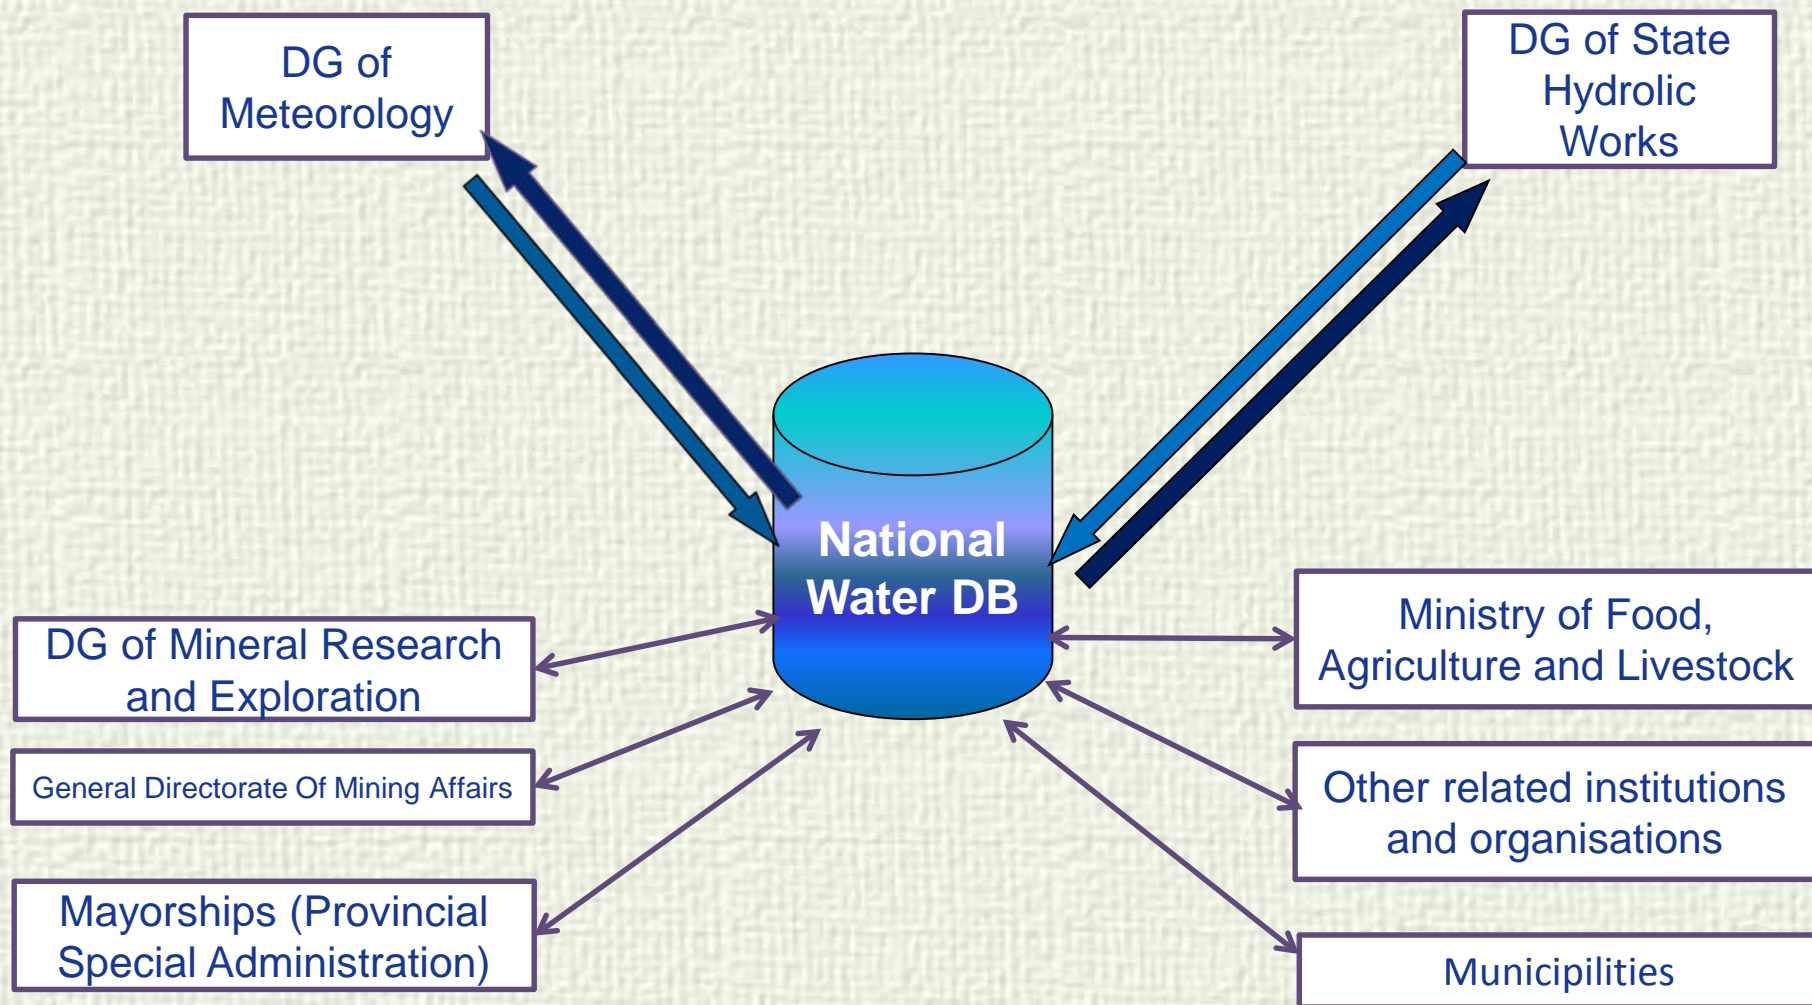 DG of
Meteorology
DG of State
Hydrolic
Works
National
Water DB
DG of Mineral Research
and Exploration
General Directorate Of Mining Affairs
Mayorships (Provincial
Special Administration)
Ministry of Food,
Agriculture and Livestock
Other related institutions
and organisations
Municipilities